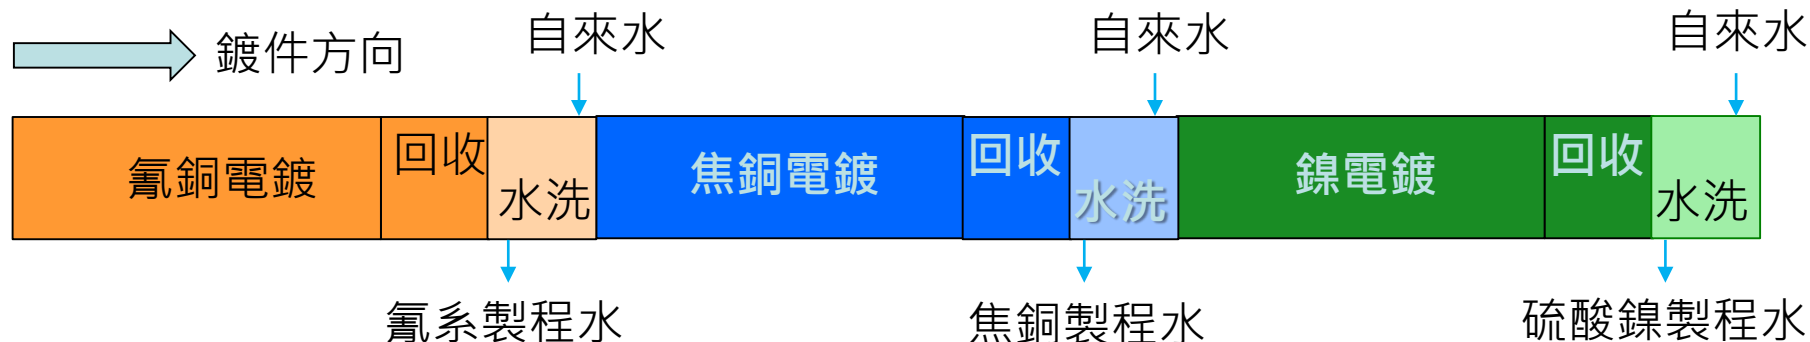 鍍件方向
自來水
自來水
自來水
氰銅電鍍
回收
水洗
焦銅電鍍
回收
水洗
鎳電鍍
回收
水洗
氰系製程水
焦銅製程水
硫酸鎳製程水